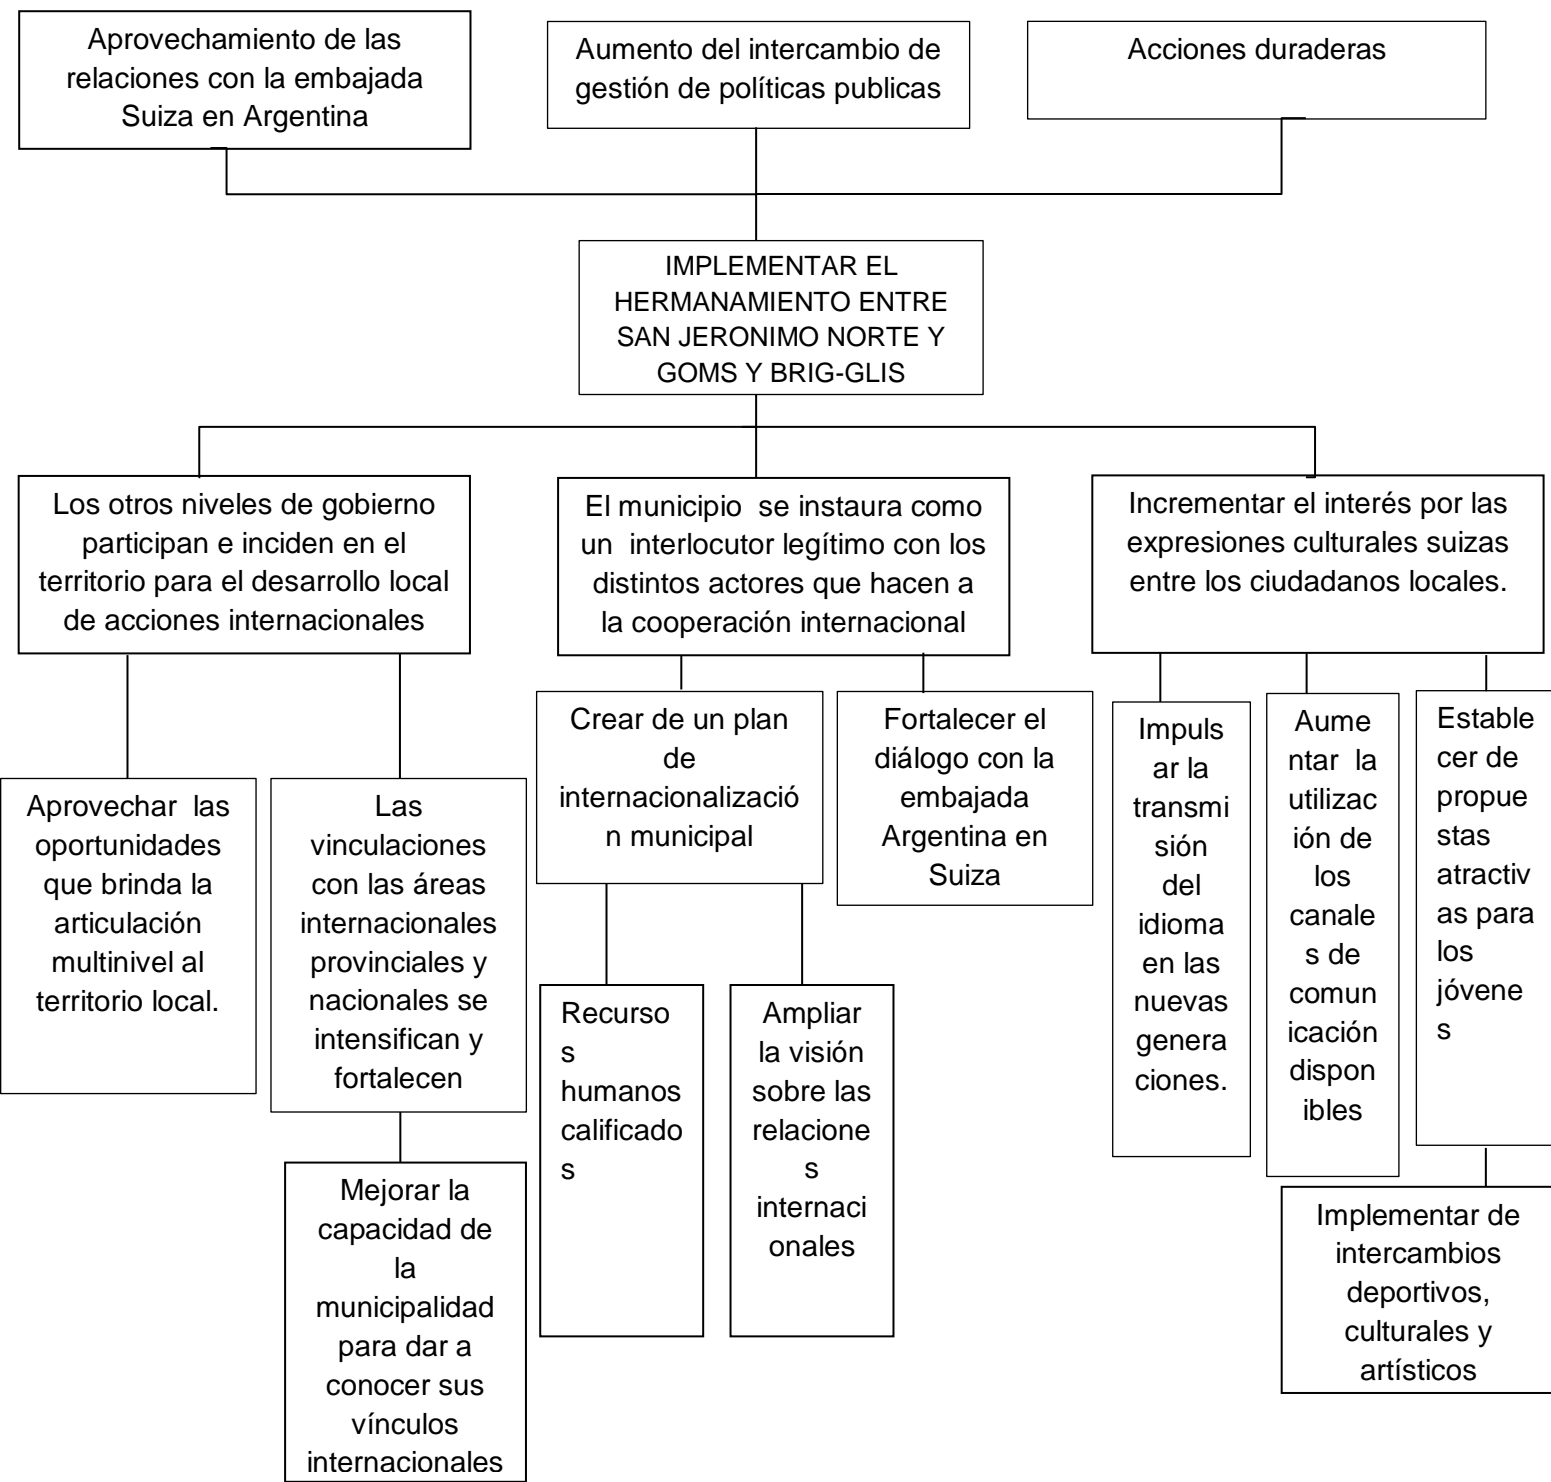 Aprovechamiento de las
relaciones con la embajada
Suiza en Argentina
Aumento del intercambio de
gestión de políticas publicas
Acciones duraderas
IMPLEMENTAR EL
HERMANAMIENTO ENTRE
SAN JERONIMO NORTE Y
GOMS Y BRIG-GLIS
Los otros niveles de gobierno
participan e inciden en el
territorio para el desarrollo local
de acciones internacionales
El municipio  se instaura como
un  interlocutor legítimo con los
distintos actores que hacen a
la cooperación internacional
Incrementar el interés por las
expresiones culturales suizas
entre los ciudadanos locales.
Aprovechar  las
oportunidades
que brinda la
articulación
multinivel al
territorio local.
Las
vinculaciones
con las áreas
internacionales
provinciales y
nacionales se
intensifican y
fortalecen
Crear de un plan
de
internacionalizació
n municipal
Fortalecer el
diálogo con la
embajada
Argentina en
Suiza
Impuls
ar la
transmi
sión
del
idioma
en las
nuevas
genera
ciones.
Aume
ntar  la
utilizac
ión de
los
canale
s de
comun
icación
dispon
ibles
Estable
cer de
propue
stas
atractiv
as para
los
jóvene
s
Recurso
s
humanos
calificado
s
Ampliar
la visión
sobre las
relacione
s
internaci
onales
Mejorar la
capacidad de
la
municipalidad
para dar a
conocer sus
vínculos
internacionales
Implementar de
intercambios
deportivos,
culturales y
artísticos